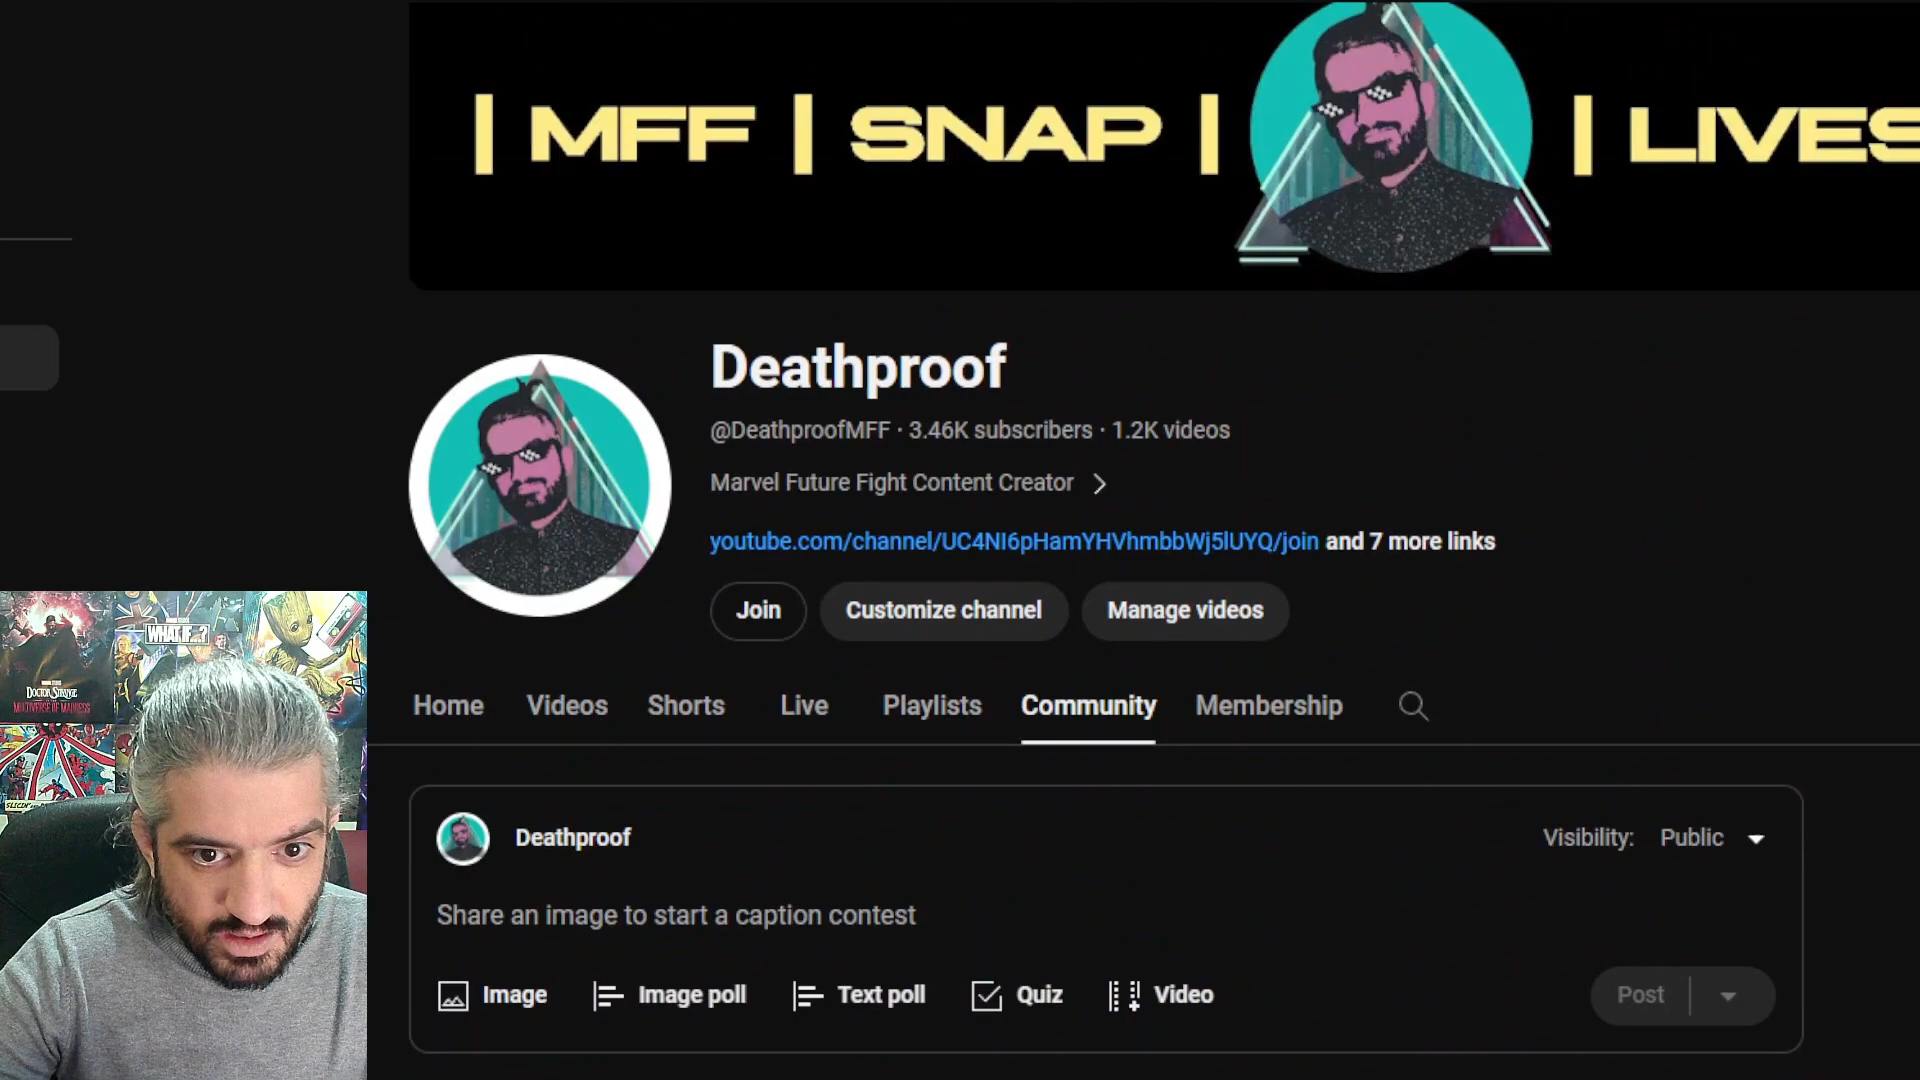 | MFF | SNAP | | LIVES
Deathproof
@DeathproofMFF · 3.46K subscribers · 1.2K videos
Marvel Future Fight Content Creator
youtube.com/channel/UC4NI6pHamYHVhmbbWj5lUYQ/join and 7 more links
Join Customize channel Manage videos
Home Videos Shorts Live Playlists Community Membership
Deathproof Visibility: Public
Share an image to start a caption contest
Image Image poll Text poll Quiz Video Post
WHAT IF...?
DOCTOR STRANGE
MULTIVERSE OF MADNESS